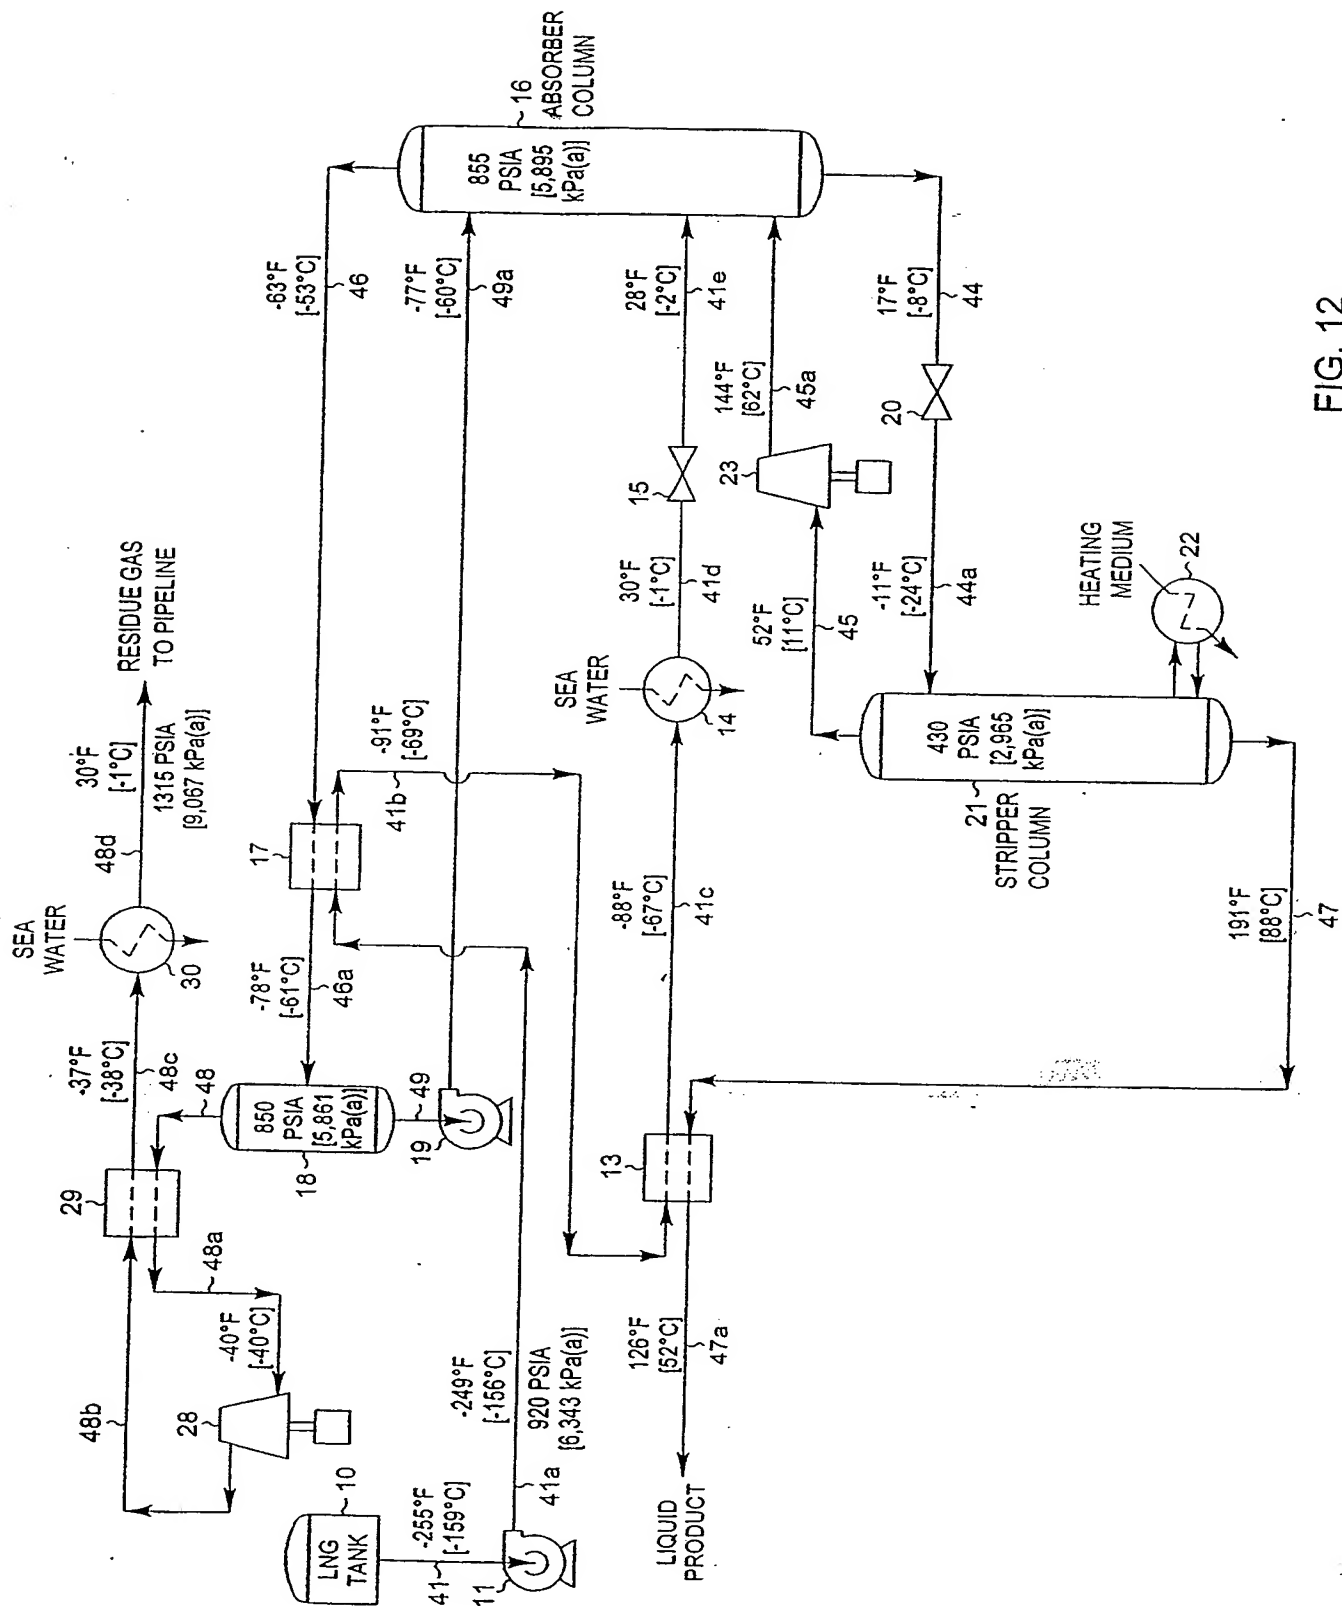 16
ABSORBER
COLUMN
855
PSIA
[5,895
kPa(a)]
-63°F
[-53°C]
46
-77°F
[-60°C]
49a
28°F
[-2°C]
41e
144°F
[62°C]
45a
17°F
[-8°C]
44
20
15
23
RESIDUE GAS
TO PIPELINE
30°F
[-1°C]
1315 PSIA
[9,067 kPa(a)]
48d
SEA
WATER
30
-37°F
[-38°C]
48c
17
-91°F
[-69°C]
41b
SEA
WATER
14
30°F
[-1°C]
41d
52°F
[11°C]
45
-11°F
[-24°C]
44a
HEATING
MEDIUM
22
430
PSIA
[2,965
kPa(a)]
21
STRIPPER
COLUMN
-78°F
[-61°C]
46a
48
850
PSIA
[5,861
kPa(a)]
18
49
19
-88°F
[-67°C]
41c
191°F
[88°C]
47
29
48a
-40°F
[-40°C]
48b
28
13
LNG
TANK
10
-255°F
[-159°C]
41
11
-249°F
[-156°C]
920 PSIA
[6,343 kPa(a)]
41a
126°F
[52°C]
47a
LIQUID
PRODUCT
FIG. 12